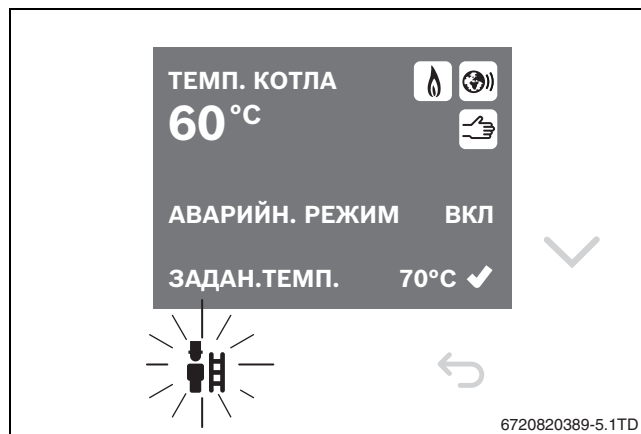 ТЕМП. КОТЛА
60°C
АВАРИЙН. РЕЖИМ ВКЛ
ЗАДАН.ТЕМП. 70°C
6720820389-5.1TD